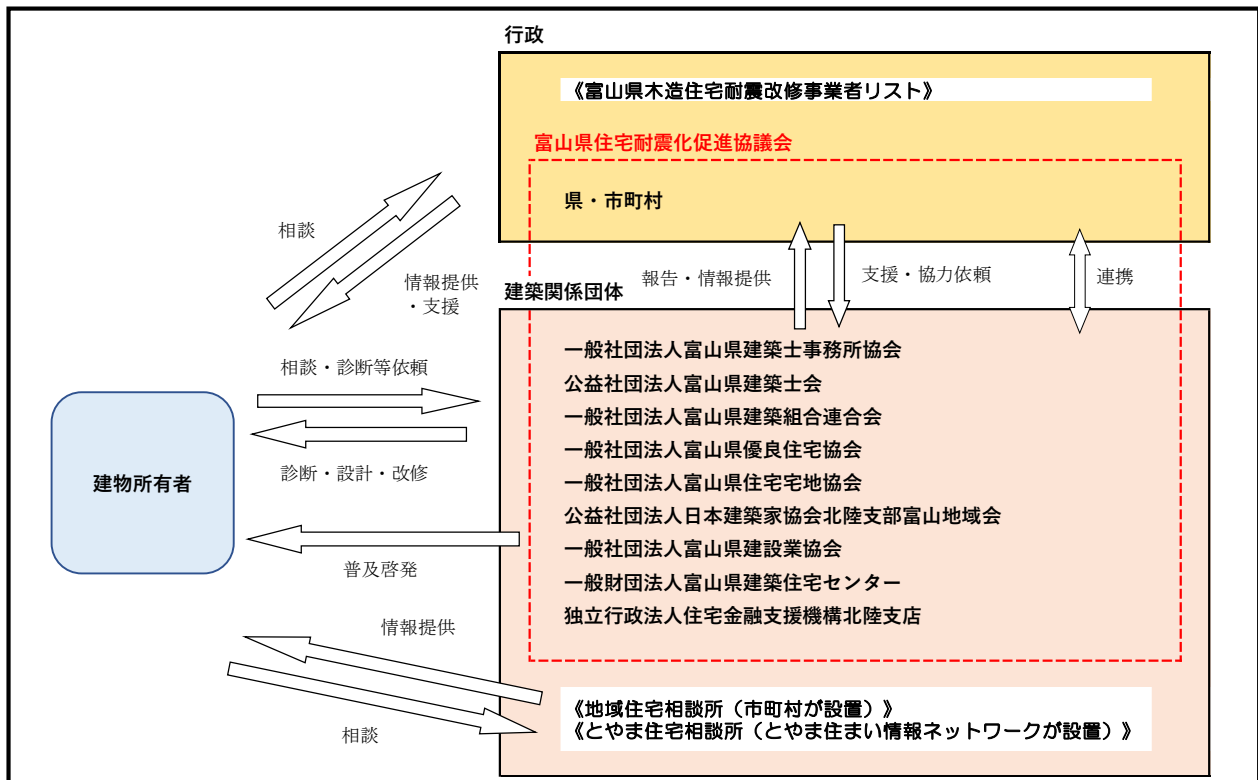 行政
《富山県木造住宅耐震改修事業者リスト》
富山県住宅耐震化促進協議会
県・市町村
相談
情報提供
・支援
報告・情報提供
支援・協力依頼
連携
建築関係団体
一般社団法人富山県建築士事務所協会
公益社団法人富山県建築士会
一般社団法人富山県建築組合連合会
一般社団法人富山県優良住宅協会
一般社団法人富山県住宅宅地協会
公益社団法人日本建築家協会北陸支部富山地域会
一般社団法人富山県建設業協会
一般財団法人富山県建築住宅センター
独立行政法人住宅金融支援機構北陸支店
相談・診断等依頼
診断・設計・改修
建物所有者
普及啓発
情報提供
相談
《地域住宅相談所（市町村が設置）》
《とやま住宅相談所（とやま住まい情報ネットワークが設置）》